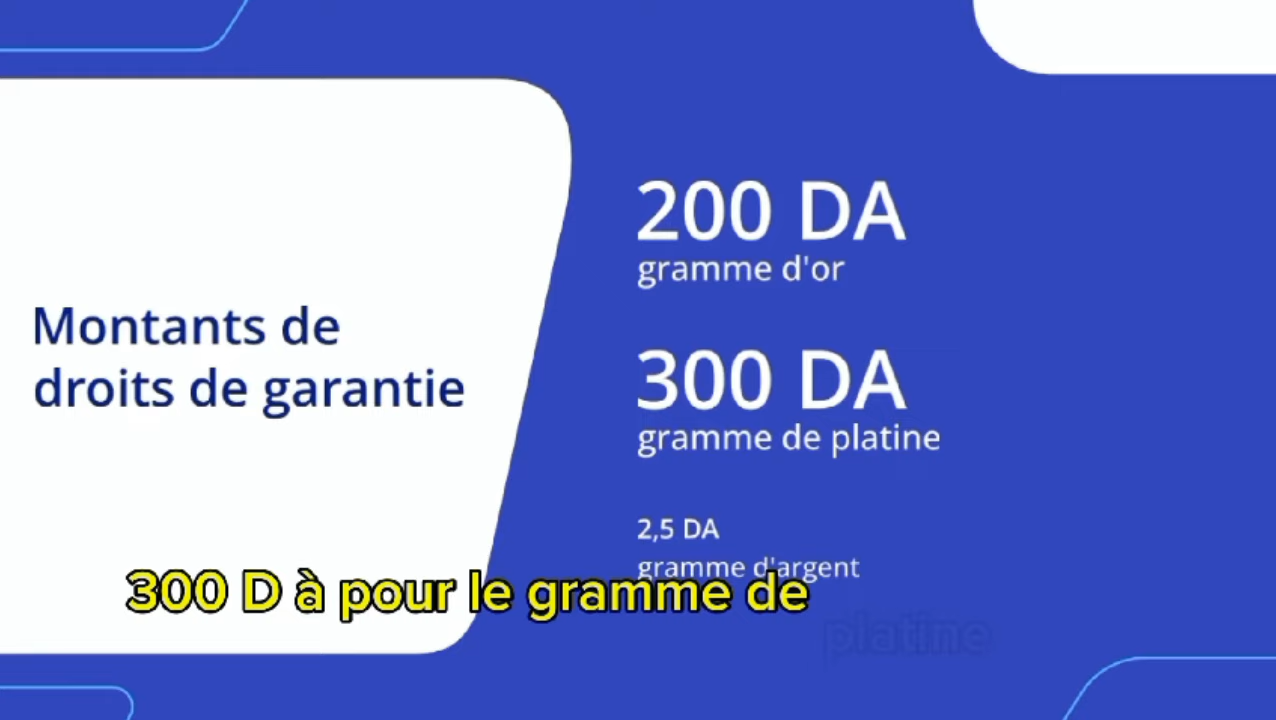 Montants de
droits de garantie
200 DA
gramme d'or
300 DA
gramme de platine
2,5 DA
gramme d'argent
300 D à pour le gramme de
platine